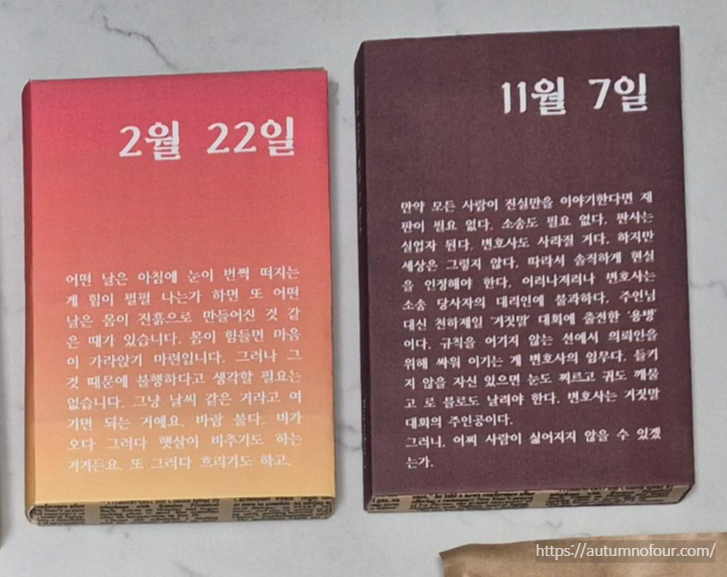 2월 22일
어떤 날은 아침에 눈이 번쩍 떠지는
게 힘이 펄펄 나는가 하면 또 어떤
날은 몸이 진흙으로 만들어진 것 같
은 때가 있습니다. 몸이 힘들면 마음
이 가라앉기 마련입니다. 그러나 그
것 때문에 불행하다고 생각할 필요는
없습니다. 그냥 날씨 같은 거라고 여
기면 되는 거예요. 바람 불다. 비가
오다 그러다 햇살이 비추기도 하는
거거든요. 또 그러다 흐리기도 하고.
11월 7일
만약 모든 사람이 진실만을 이야기한다면 재
판이 필요 없다. 소송도 필요 없다. 판사는
실업자 된다. 변호사도 사라질 거다. 하지만
세상은 그렇지 않다. 따라서 솔직하게 현실
을 인정해야 한다. 이러나저러나 변호사는
소송 당사자의 대리인에 불과하다. 주인님
대신 천하제일 '거짓말' 대회에 출전한 '용병'
이다. 규칙을 어기지 않는 선에서 의뢰인을
위해 싸워 이기는 게 변호사의 업무다. 들키
지 않을 자신 있으면 눈도 찌르고 귀도 깨물
고 로 블로도 날려야 한다. 변호사는 거짓말
대회의 주인공이다.
그러니, 어찌 사람이 싫어지지 않을 수 있겠
는가.
https://autumnofour.com/